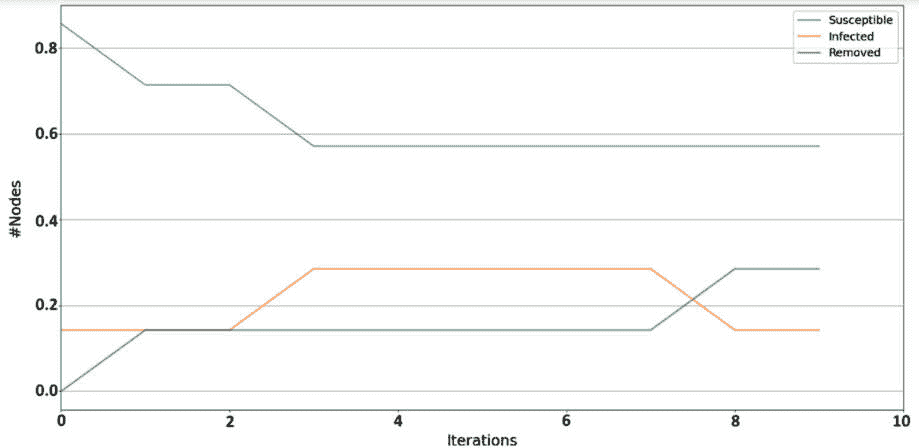 Susceptible
Infected
Removed
#Nodes
0.8
0.6
0.4
0.2
0.0
0 2 4 6 8 10
Iterations